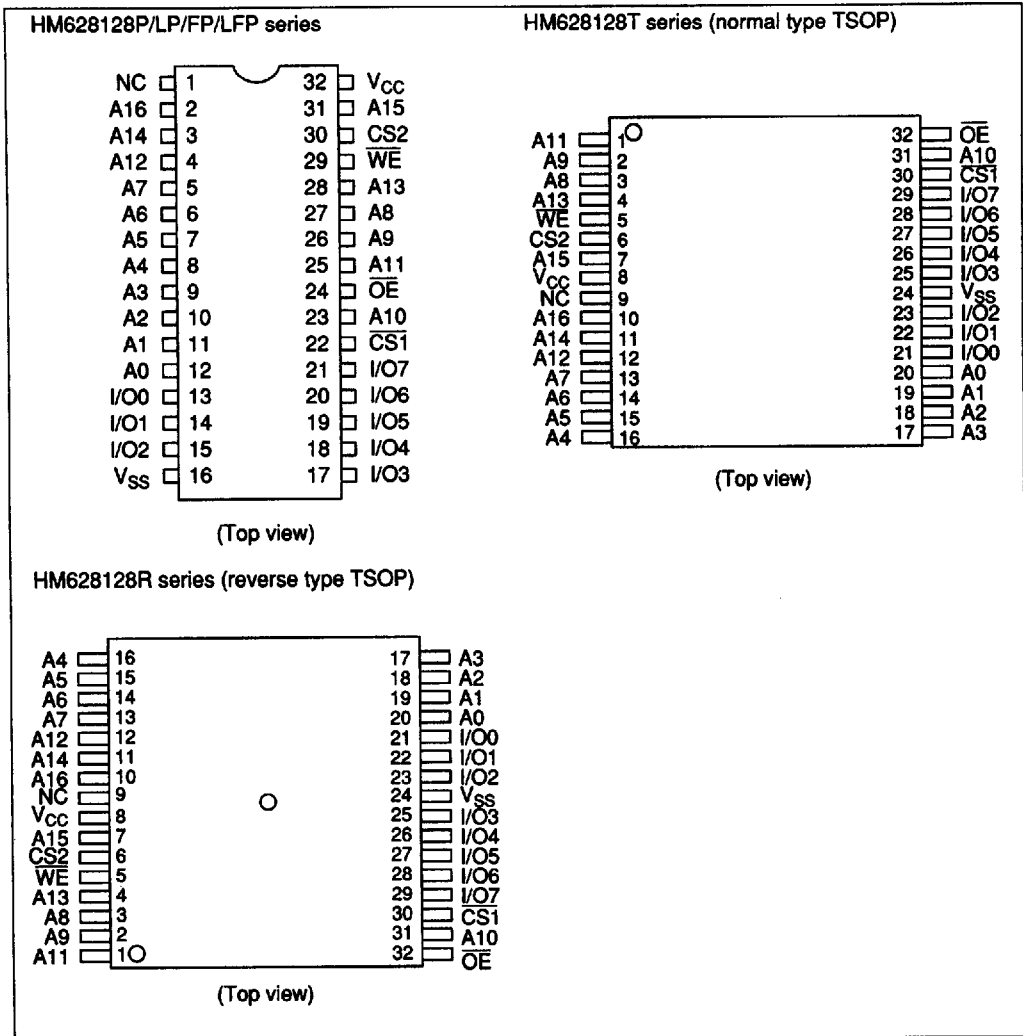 HM628128P/LP/FP/LFP series
NC 1 32 VCC
A16 2 31 A15
A14 3 30 CS2
A12 4 29 WE
A7 5 28 A13
A6 6 27 A8
A5 7 26 A9
A4 8 25 A11
A3 9 24 OE
A2 10 23 A10
A1 11 22 CS1
A0 12 21 I/O7
I/O0 13 20 I/O6
I/O1 14 19 I/O5
I/O2 15 18 I/O4
VSS 16 17 I/O3
(Top view)
HM628128T series (normal type TSOP)
A11 1 32 OE
A9 2 31 A10
A8 3 30 CS1
A13 4 29 I/O7
WE 5 28 I/O6
CS2 6 27 I/O5
A15 7 26 I/O4
VCC 8 25 I/O3
NC 9 24 VSS
A16 10 23 I/O2
A14 11 22 I/O1
A12 12 21 I/O0
A7 13 20 A0
A6 14 19 A1
A5 15 18 A2
A4 16 17 A3
(Top view)
HM628128R series (reverse type TSOP)
A4 16 17 A3
A5 15 18 A2
A6 14 19 A1
A7 13 20 A0
A12 12 21 I/O0
A14 11 22 I/O1
A16 10 23 I/O2
NC 9 24 VSS
VCC 8 25 I/O3
A15 7 26 I/O4
CS2 6 27 I/O5
WE 5 28 I/O6
A13 4 29 I/O7
A8 3 30 CS1
A9 2 31 A10
A11 1 32 OE
(Top view)